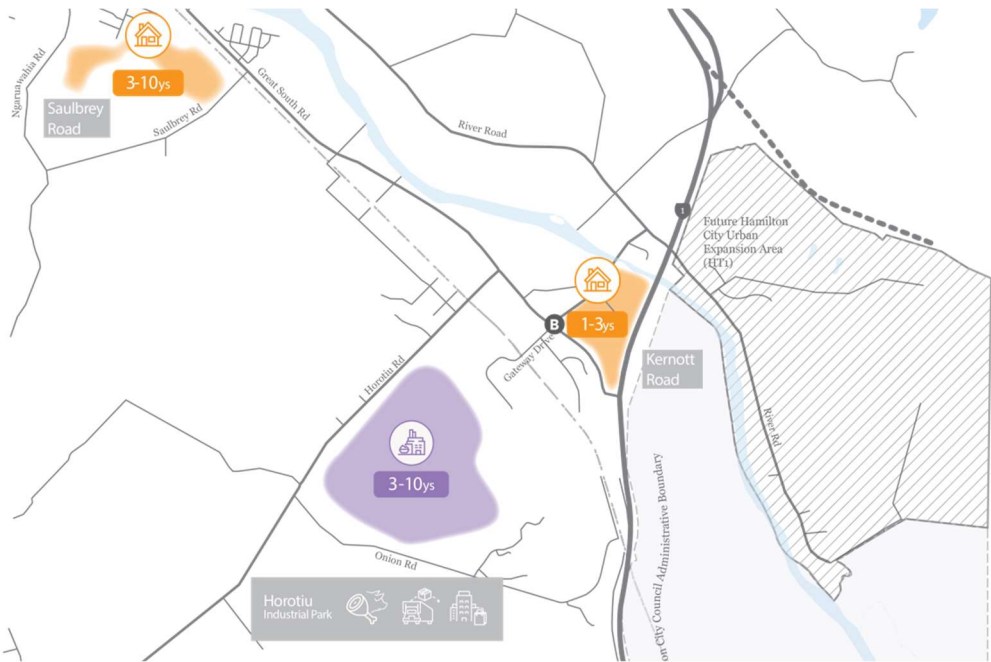 Ngaruawahia Rd
3-10ys
Saulbrey
Road
Saulbrey Rd
Great South Rd
River Road
1
Future Hamilton
City Urban
Expansion Area
(HT1)
B
1-3ys
Gateway Drive
Kernott
Road
Horotiu Rd
River Rd
3-10ys
Onion Rd
on City Council Administrative Boundary
Horotiu
Industrial Park